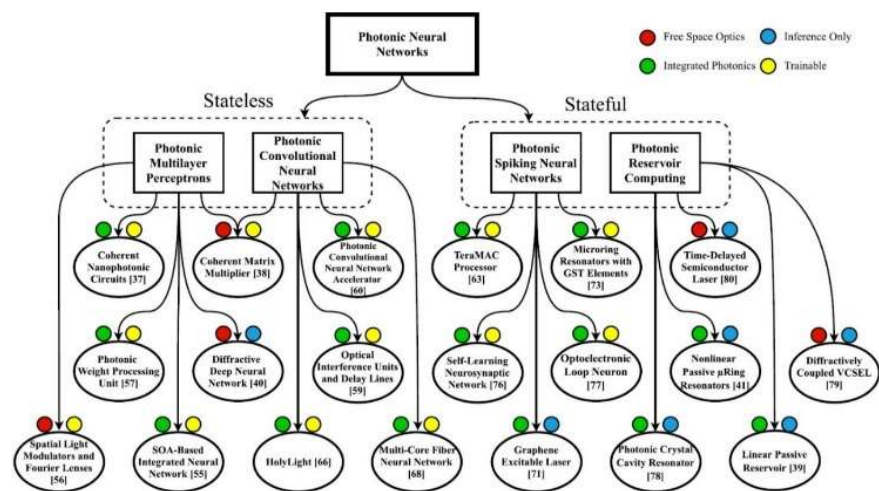 Photonic Neural
Networks
Free Space Optics
Inference Only
Integrated Photonics
Trainable
Stateless
Stateful
Photonic
Multilayer
Perceptrons
Photonic
Convolutional
Neural
Networks
Photonic
Spiking Neural
Networks
Photonic
Reservoir
Computing
Coherent
Nanophotonic
Circuits [37]
Coherent Matrix
Multiplier [38]
Photonic
Convolutional
Neural Network
Accelerator
[60]
TeraMAC
Processor
[63]
Microring
Resonators with
GST Elements
[73]
Time-Delayed
Semiconductor
Laser [80]
Photonic
Weight Processing
Unit [57]
Diffractive
Deep Neural
Network [40]
Optical
Interference Units
and Delay Lines
[59]
Self-Learning
Neurosynaptic
Network [76]
Optoelectronic
Loop Neuron
[77]
Nonlinear
Passive μRing
Resonators [41]
Diffractively
Coupled VCSEL
[79]
Spatial Light
Modulators and
Fourier Lenses
[56]
SOA-Based
Integrated Neural
Network [55]
HolyLight [66]
Multi-Core Fiber
Neural Network
[68]
Graphene
Excitable Laser
[71]
Photonic Crystal
Cavity Resonator
[78]
Linear Passive
Reservoir [39]